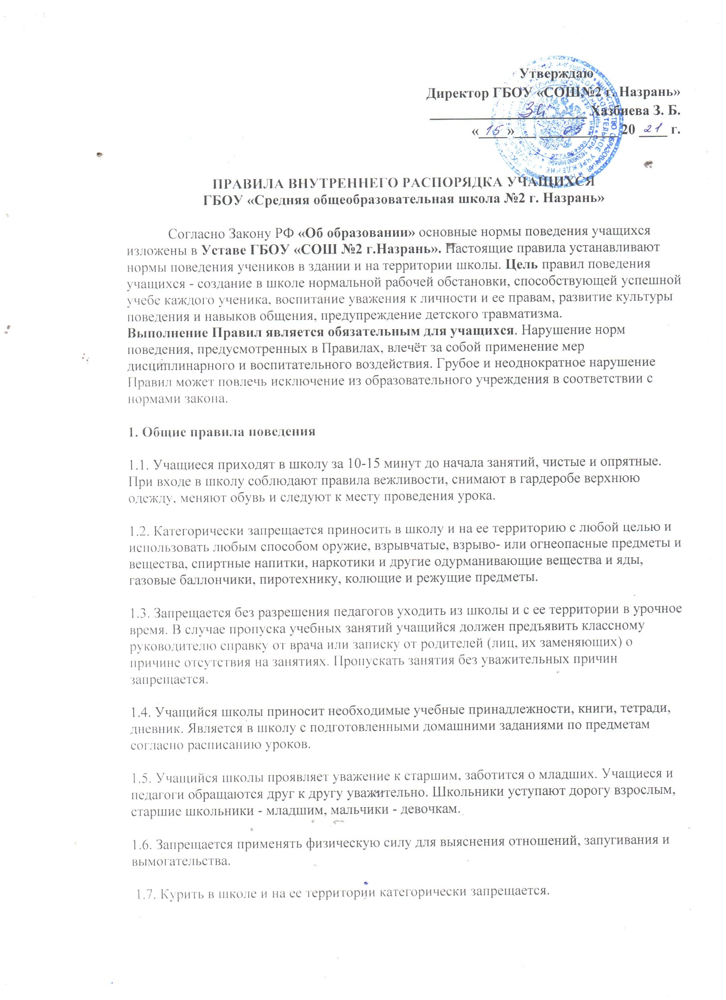 Утверждаю
Директор ГБОУ «СОШ№2 г. Назрань»
Хазбиева З. Б.
«15» 05 2021 г.
ПРАВИЛА ВНУТРЕННЕГО РАСПОРЯДКА УЧАЩИХСЯ
ГБОУ «Средняя общеобразовательная школа №2 г. Назрань»
Согласно Закону РФ «Об образовании» основные нормы поведения учащихся
изложены в Уставе ГБОУ «СОШ №2 г.Назрань». Настоящие правила устанавливают
нормы поведения учеников в здании и на территории школы. Цель правил поведения
учащихся - создание в школе нормальной рабочей обстановки, способствующей успешной
учебе каждого ученика, воспитание уважения к личности и ее правам, развитие культуры
поведения и навыков общения, предупреждение детского травматизма.
Выполнение Правил является обязательным для учащихся. Нарушение норм
поведения, предусмотренных в Правилах, влечёт за собой применение мер
дисциплинарного и воспитательного воздействия. Грубое и неоднократное нарушение
Правил может повлечь исключение из образовательного учреждения в соответствии с
нормами закона.
1. Общие правила поведения
1.1. Учащиеся приходят в школу за 10-15 минут до начала занятий, чистые и опрятные.
При входе в школу соблюдают правила вежливости, снимают в гардеробе верхнюю
одежду, меняют обувь и следуют к месту проведения урока.
1.2. Категорически запрещается приносить в школу и на ее территорию с любой целью и
использовать любым способом оружие, взрывчатые, взрыво- или огнеопасные предметы и
вещества, спиртные напитки, наркотики и другие одурманивающие вещества и яды,
газовые баллончики, пиротехнику, колющие и режущие предметы.
1.3. Запрещается без разрешения педагогов уходить из школы и с ее территории в урочное
время. В случае пропуска учебных занятий учащийся должен предъявить классному
руководителю справку от врача или записку от родителей (лиц, их заменяющих) о
причине отсутствия на занятиях. Пропускать занятия без уважительных причин
запрещается.
1.4. Учащийся школы приносит необходимые учебные принадлежности, книги, тетради,
дневник. Является в школу с подготовленными домашними заданиями по предметам
согласно расписанию уроков.
1.5. Учащийся школы проявляет уважение к старшим, заботится о младших. Учащиеся и
педагоги обращаются друг к другу уважительно. Школьники уступают дорогу взрослым,
старшие школьники - младшим, мальчики - девочкам.
1.6. Запрещается применять физическую силу для выяснения отношений, запугивания и
вымогательства.
1.7. Курить в школе и на ее территории категорически запрещается.